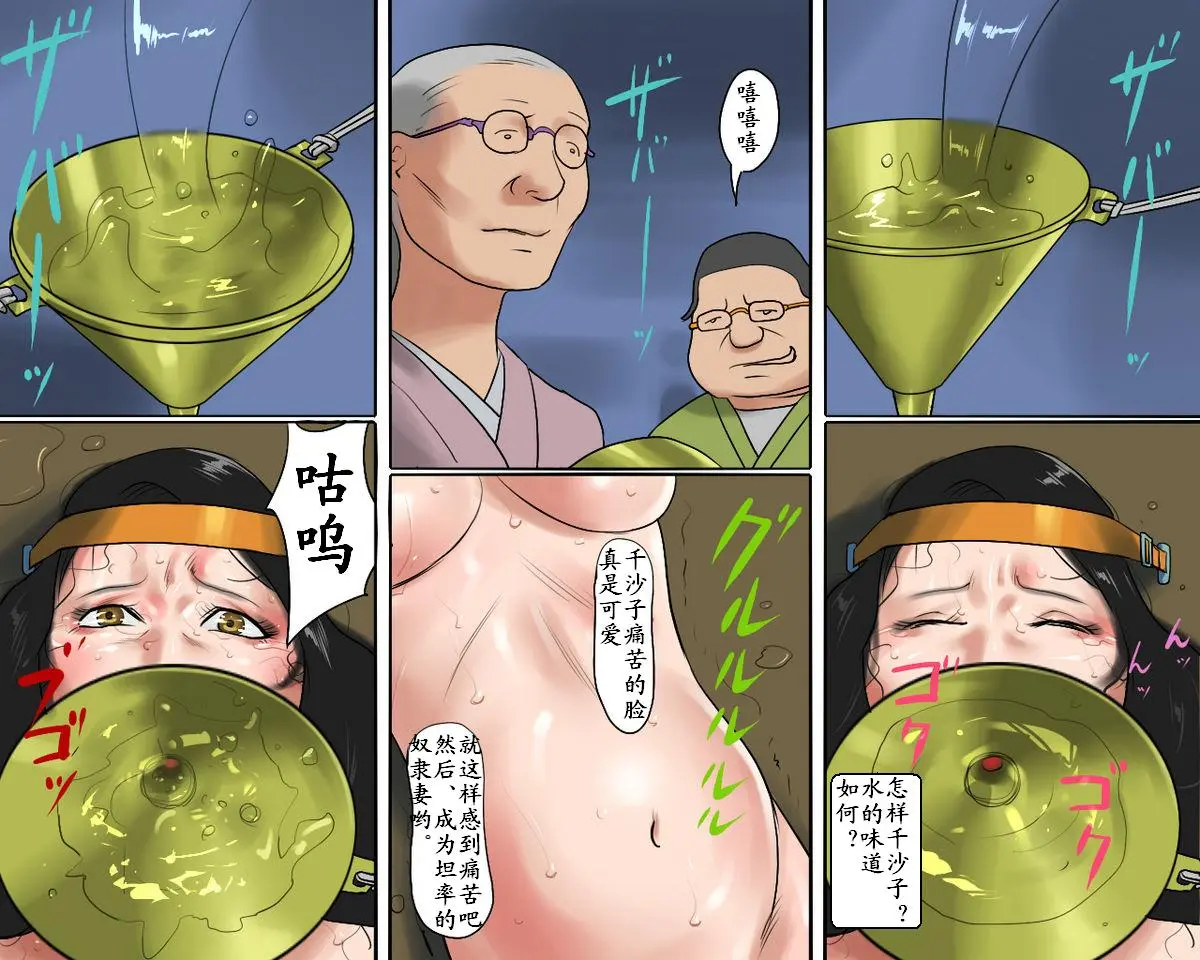 ザバーッ
怎样千沙子?
水的味道
如何?
んッ
んッ
ゴク
ゴク
嘻嘻嘻
ザバーッ
千沙子痛苦的脸
真是可爱
グルルルルルル
就这样感到痛苦吧
然后、成为坦率的
奴隶妻哟。
ザバーッ
咕呜
ブゴッ